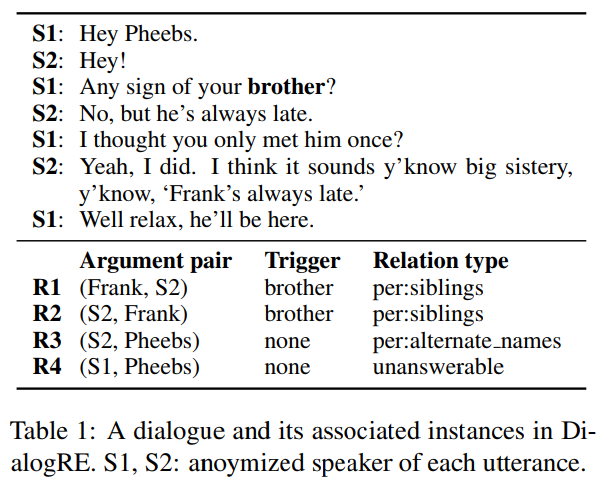 S1: Hey Pheebs.
S2: Hey!
S1: Any sign of your brother?
S2: No, but he's always late.
S1: I thought you only met him once?
S2: Yeah, I did. I think it sounds y'know big sistery,
y'know, 'Frank's always late.'
S1: Well relax, he'll be here.
Argument pair Trigger Relation type
R1 (Frank, S2) brother per:siblings
R2 (S2, Frank) brother per:siblings
R3 (S2, Pheebs) none per:alternate_names
R4 (S1, Pheebs) none unanswerable
Table 1: A dialogue and its associated instances in Di-
alogRE. S1, S2: anoymized speaker of each utterance.